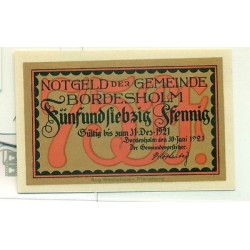 NOTGELD DER GEMEINDE
BORDESHOLM
Fünfundsiebzig Pfennig
Gültig bis zum 31. Dez. 1921
Bordesholm den 30. Juni 1921
Der Gemeindevorsteher
75